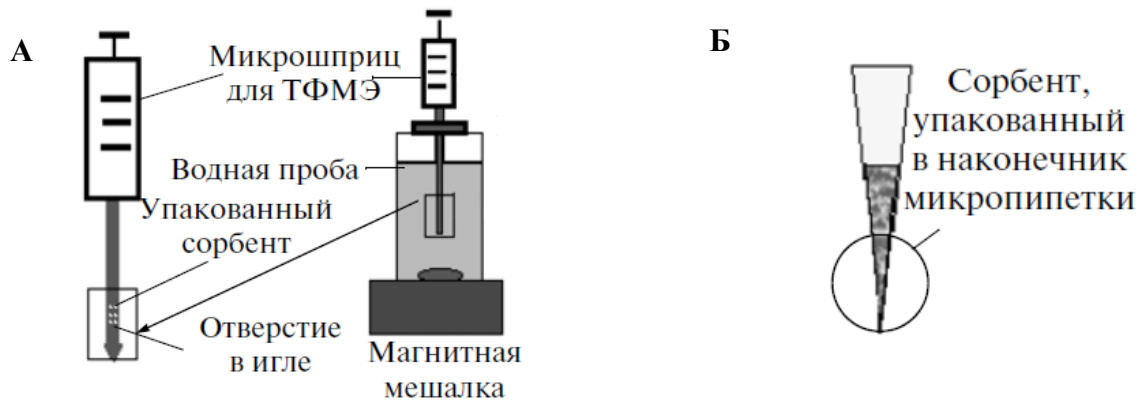 А
Микрошприц
для ТФМЭ
Водная проба
Упакованный
сорбент
Отверстие
в игле
Магнитная
мешалка
Б
Сорбент,
упакованный
в наконечник
микропипетки